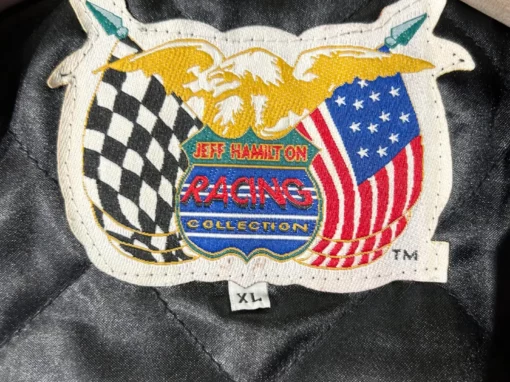 JEFF HAMILTON
RACING
COLLECTION
TM
XL